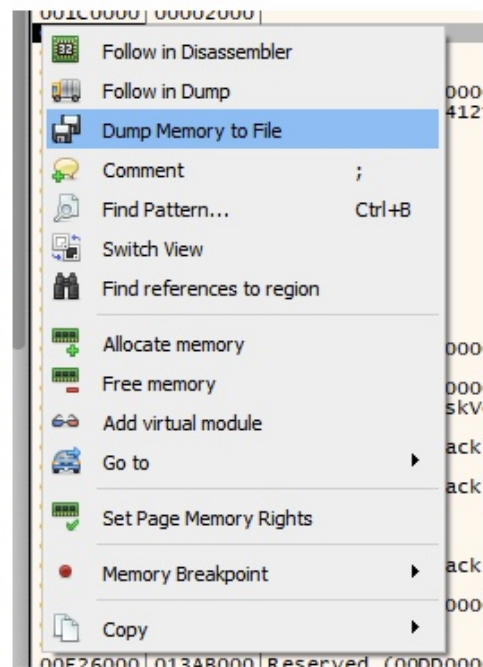 001C0000 00002000
32
Follow in Disassembler
Follow in Dump
Dump Memory to File
Comment ;
Find Pattern... Ctrl+B
Switch View
Find references to region
Allocate memory
Free memory
Add virtual module
Go to
Set Page Memory Rights
Memory Breakpoint
Copy
00E26000 013AB000 Reserved (00DD000